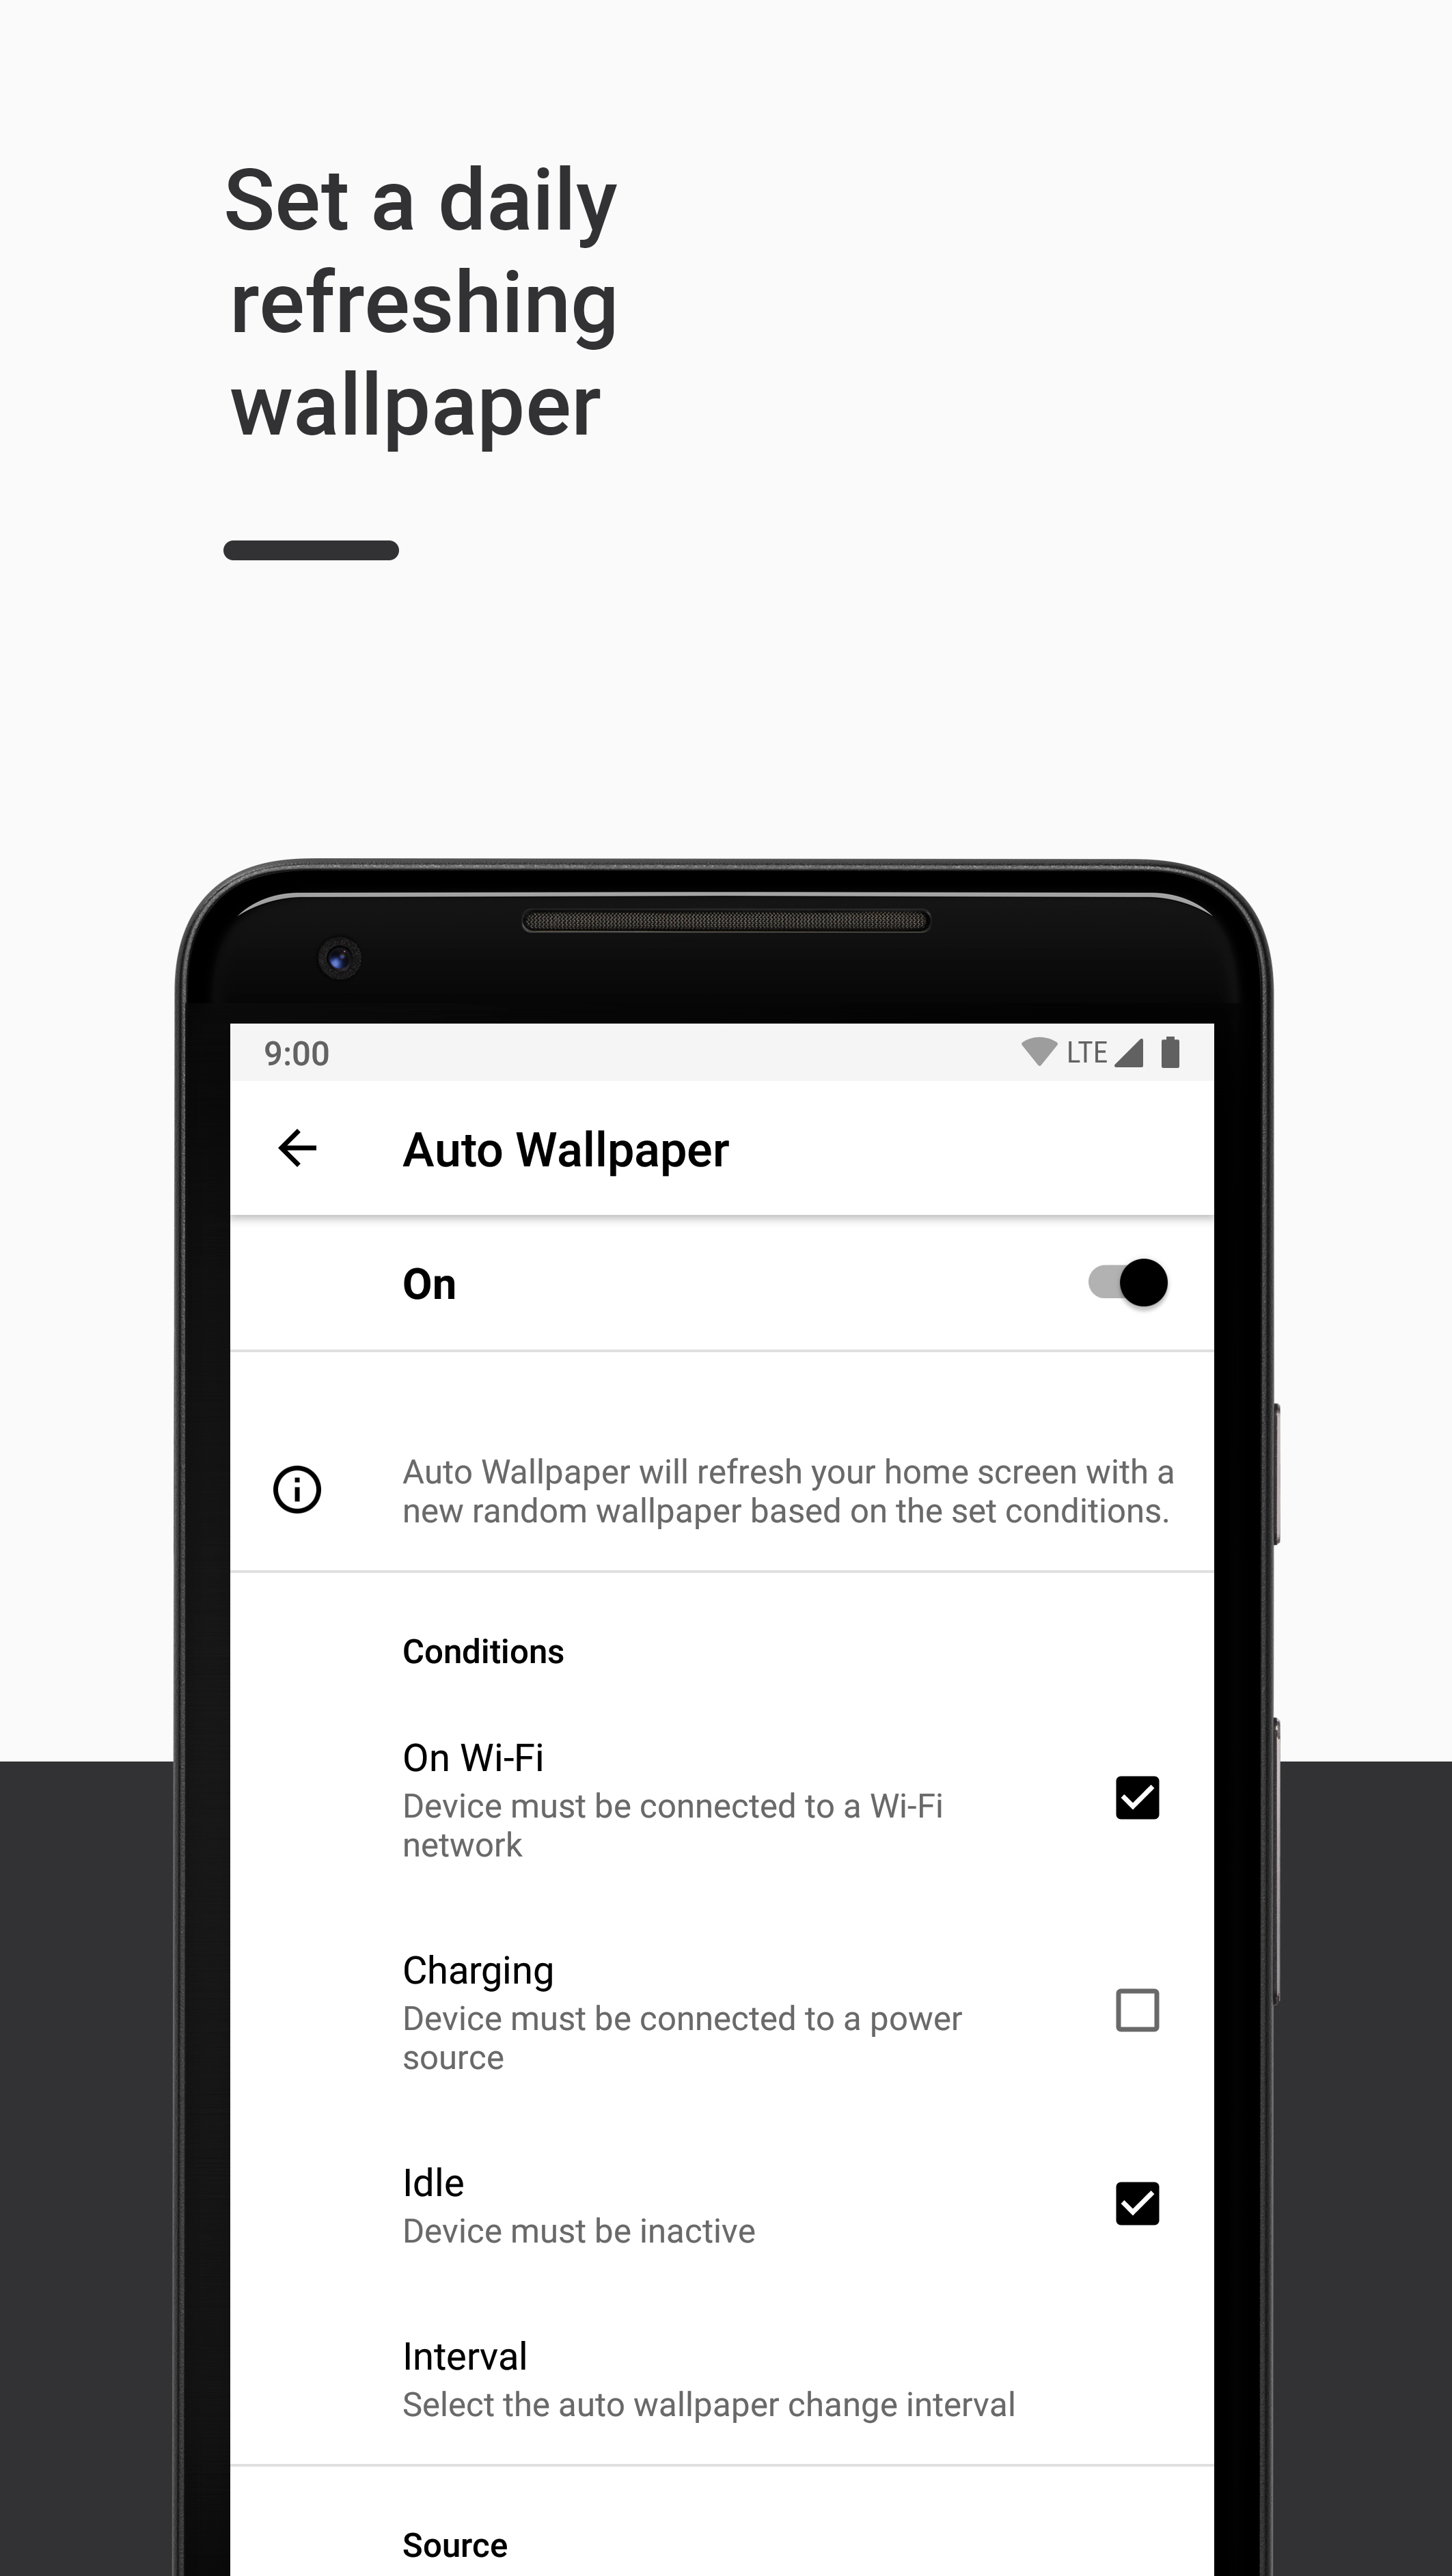 Set a daily
refreshing
wallpaper
9:00
LTE
Auto Wallpaper
On
Auto Wallpaper will refresh your home screen with a
new random wallpaper based on the set conditions.
Conditions
On Wi-Fi
Device must be connected to a Wi-Fi
network
Charging
Device must be connected to a power
source
Idle
Device must be inactive
Interval
Select the auto wallpaper change interval
Source